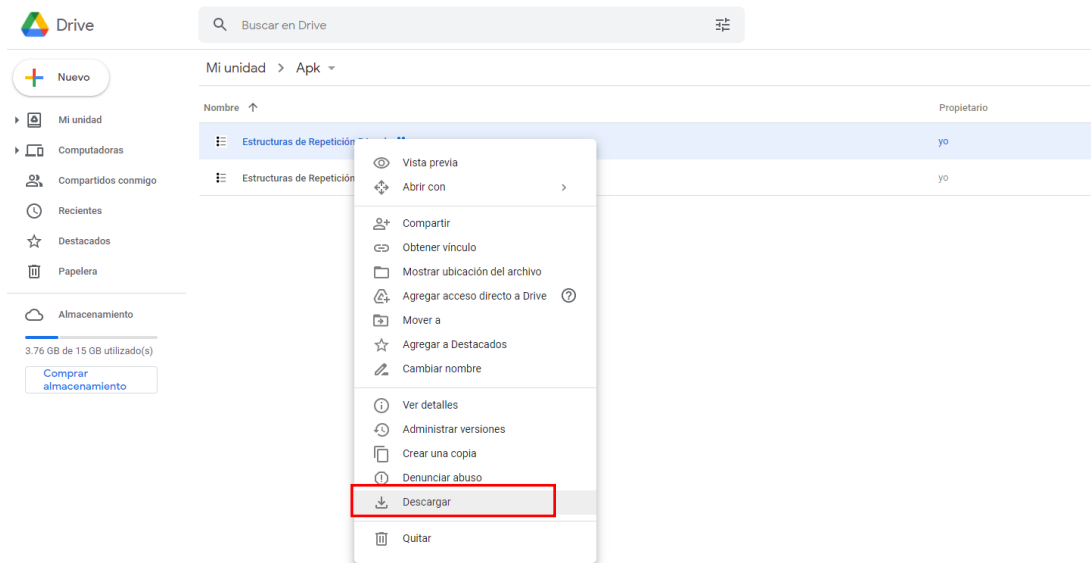 Drive
Buscar en Drive
Nuevo
Mi unidad
Computadoras
Compartidos conmigo
Recientes
Destacados
Papelera
Almacenamiento
3.76 GB de 15 GB utilizado(s)
Comprar
almacenamiento
Mi unidad > Apk
Nombre
Propietario
Estructuras de Repetición
yo
Estructuras de Repetición
yo
Vista previa
Abrir con
Compartir
Obtener vínculo
Mostrar ubicación del archivo
Agregar acceso directo a Drive
Mover a
Agregar a Destacados
Cambiar nombre
Ver detalles
Administrar versiones
Crear una copia
Denunciar abuso
Descargar
Quitar